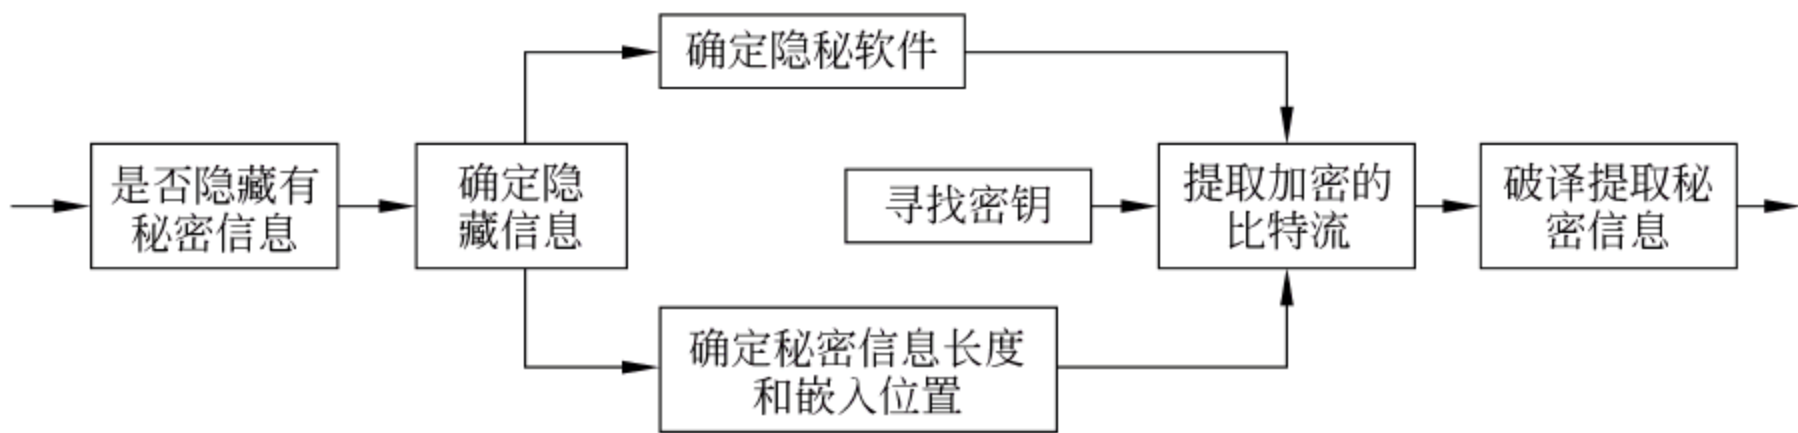 确定隐秘软件
是否隐藏有
秘密信息
确定隐
藏信息
寻找密钥
提取加密的
比特流
破译提取秘
密信息
确定秘密信息长度
和嵌入位置